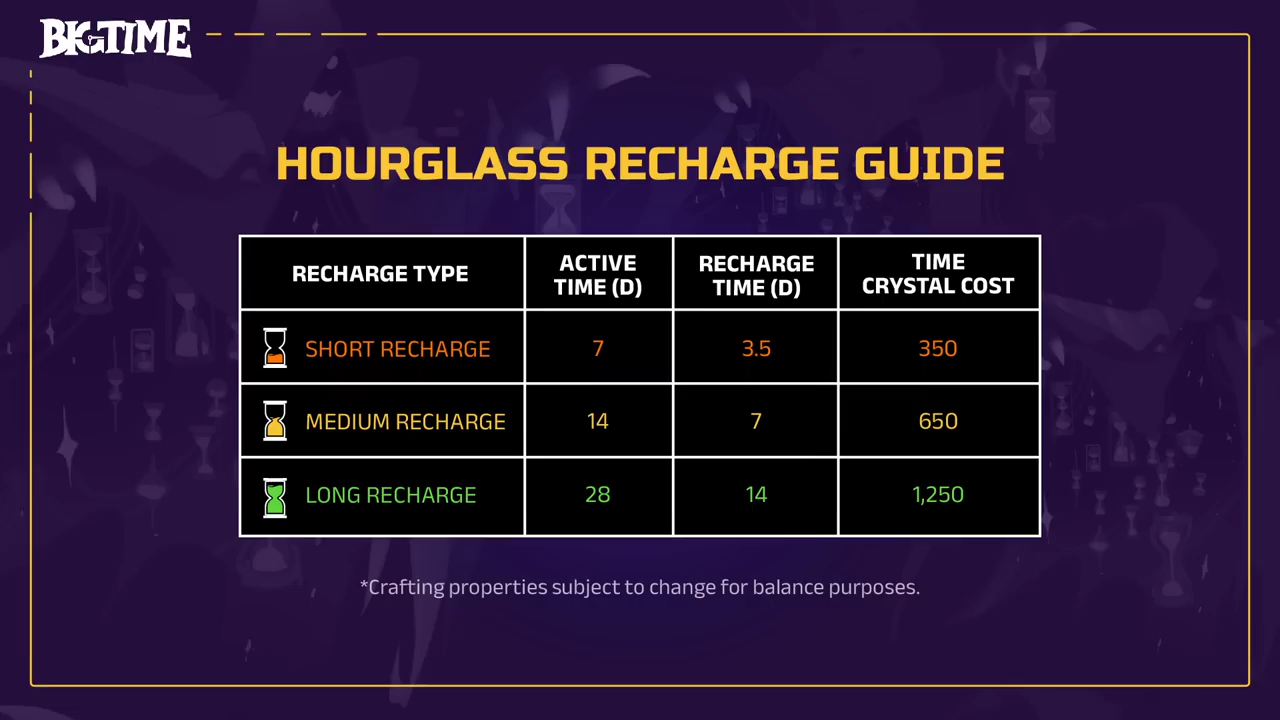 BIGTIME
HOURGLASS RECHARGE GUIDE
RECHARGE TYPE
ACTIVE
TIME (D)
RECHARGE
TIME (D)
TIME
CRYSTAL COST
SHORT RECHARGE
7
3.5
350
MEDIUM RECHARGE
14
7
650
LONG RECHARGE
28
14
1,250
*Crafting properties subject to change for balance purposes.